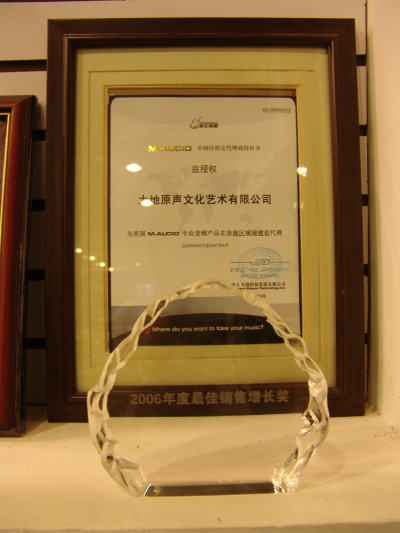 M-AUDIO 中国区指定代理商授权书
兹授权
大地原声文化艺术有限公司
为美国 M-AUDIO 专业音频产品在华南区域福建省代理
Where do you want to take your music?
2006年度最佳销售增长奖